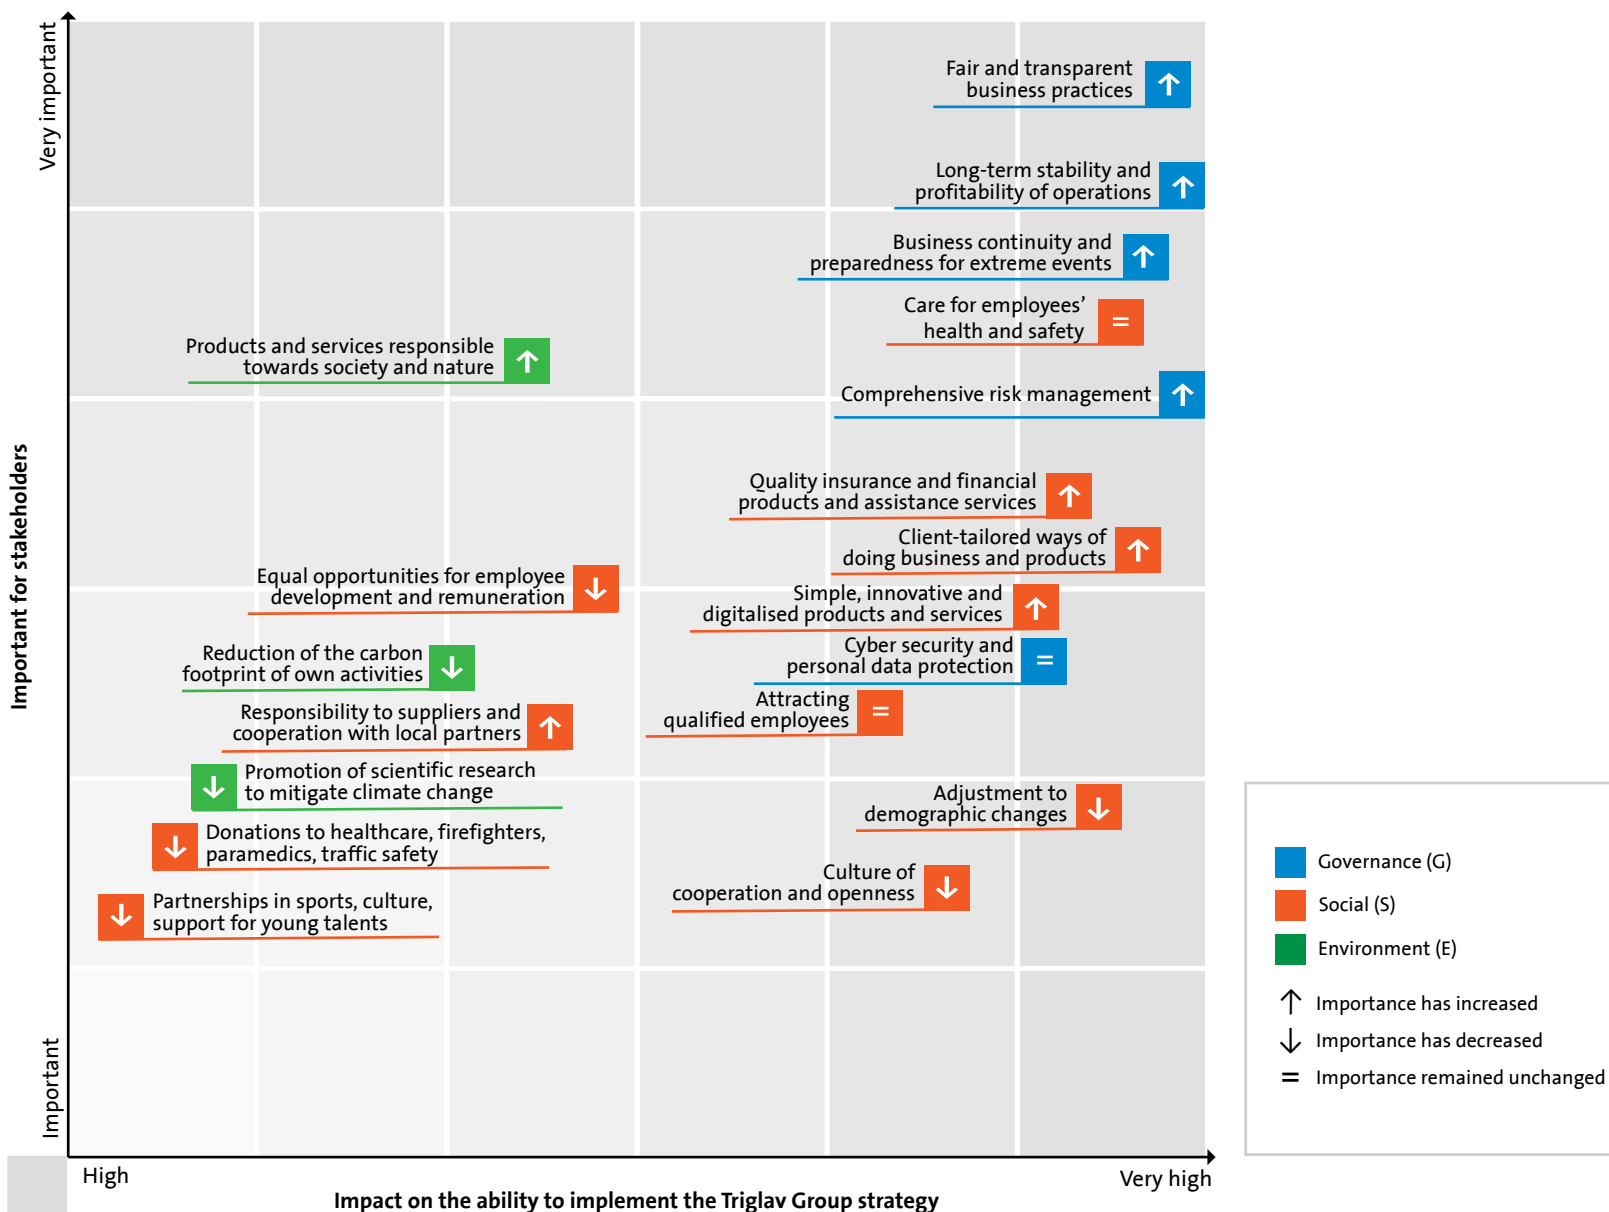 Very important
Important for stakeholders
Important
Fair and transparent
business practices
Long-term stability and
profitability of operations
Business continuity and
preparedness for extreme events
Care for employees’
health and safety
=
Products and services responsible
towards society and nature
Comprehensive risk management
Quality insurance and financial
products and assistance services
Client-tailored ways of
doing business and products
Equal opportunities for employee
development and remuneration
Simple, innovative and
digitalised products and services
Reduction of the carbon
footprint of own activities
Cyber security and
personal data protection
=
Attracting
qualified employees
=
Responsibility to suppliers and
cooperation with local partners
Promotion of scientific research
to mitigate climate change
Adjustment to
demographic changes
Donations to healthcare, firefighters,
paramedics, traffic safety
Culture of
cooperation and openness
Partnerships in sports, culture,
support for young talents
High
Very high
Impact on the ability to implement the Triglav Group strategy
Governance (G)
Social (S)
Environment (E)
↑ Importance has increased
↓ Importance has decreased
= Importance remained unchanged